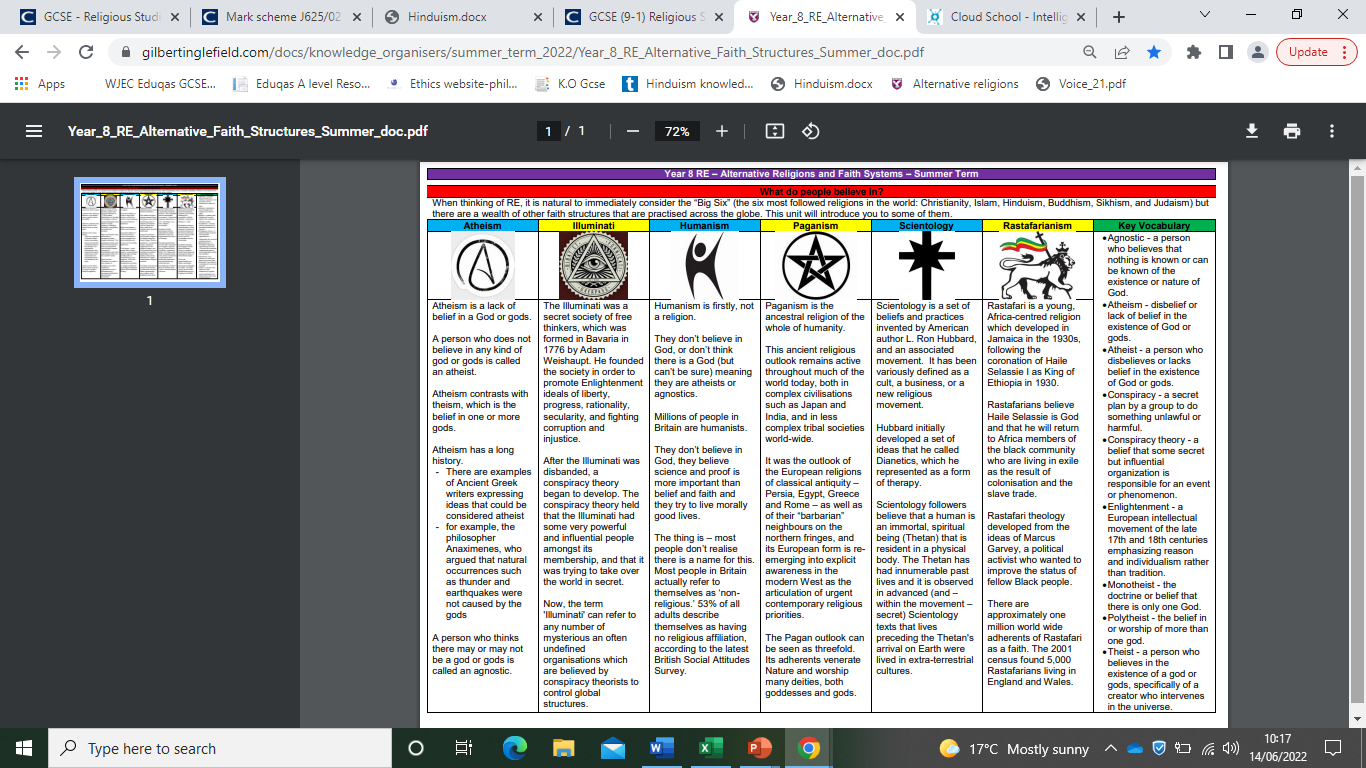 GCSE - Religious Studi
Mark scheme J625/02
Hinduism.docx
GCSE (9-1) Religious S
Year_8_RE_Alternative_
Cloud School - Intellig
gilbertinglefield.com/docs/knowledge_organisers/summer_term_2022/Year_8_RE_Alternative_Faith_Structures_Summer_doc.pdf
Update
Apps
WJEC Eduqas GCSE...
Eduqas A level Reso...
Ethics website-phil...
K.O Gcse
Hinduism knowled...
Hinduism.docx
Alternative religions
Voice_21.pdf
Year_8_RE_Alternative_Faith_Structures_Summer_doc.pdf
1 / 1
72%
1
Year 8 RE – Alternative Religions and Faith Systems – Summer Term
What do people believe in?
When thinking of RE, it is natural to immediately consider the “Big Six” (the six most followed religions in the world: Christianity, Islam, Hinduism, Buddhism, Sikhism, and Judaism) but
there are a wealth of other faith structures that are practised across the globe. This unit will introduce you to some of them.
Atheism
Atheism is a lack of
belief in a God or gods.
A person who does not
believe in any kind of
god or gods is called
an atheist.
Atheism contrasts with
theism, which is the
belief in one or more
gods.
Atheism has a long
history.
- There are examples
of Ancient Greek
writers expressing
ideas that could be
considered atheist
- for example, the
philosopher
Anaximenes, who
argued that natural
occurrences such
as thunder and
earthquakes were
not caused by the
gods
A person who thinks
there may or may not
be a god or gods is
called an agnostic.
Illuminati
The Illuminati was a
secret society of free
thinkers, which was
formed in Bavaria in
1776 by Adam
Weishaupt. He founded
the society in order to
promote Enlightenment
ideals of liberty,
progress, rationality,
secularity, and fighting
corruption and
injustice.
After the Illuminati was
disbanded, a
conspiracy theory
began to develop. The
conspiracy theory held
that the Illuminati had
some very powerful
and influential people
amongst its
membership, and that it
was trying to take over
the world in secret.
Now, the term
'Illuminati' can refer to
any number of
mysterious an often
undefined
organisations which
are believed by
conspiracy theorists to
control global
structures.
Humanism
Humanism is firstly, not
a religion.
They don’t believe in
God, or don’t think
there is a God (but
can’t be sure) meaning
they are atheists or
agnostics.
Millions of people in
Britain are humanists.
They don’t believe in
God, they believe
science and proof is
more important than
belief and faith and
they try to live morally
good lives.
The thing is – most
people don’t realise
there is a name for this.
Most people in Britain
actually refer to
themselves as ‘non-
religious.’ 53% of all
adults describe
themselves as having
no religious affiliation,
according to the latest
British Social Attitudes
Survey.
Paganism
Paganism is the
ancestral religion of the
whole of humanity.
This ancient religious
outlook remains active
throughout much of the
world today, both in
complex civilisations
such as Japan and
India, and in less
complex tribal societies
world-wide.
It was the outlook of
the European religions
of classical antiquity –
Persia, Egypt, Greece
and Rome – as well as
of their “barbarian”
neighbours on the
northern fringes, and
its European form is re-
emerging into explicit
awareness in the
modern West as the
articulation of urgent
contemporary religious
priorities.
The Pagan outlook can
be seen as threefold.
Its adherents venerate
Nature and worship
many deities, both
goddesses and gods.
Scientology
Scientology is a set of
beliefs and practices
invented by American
author L. Ron Hubbard,
and an associated
movement. It has been
variously defined as a
cult, a business, or a
new religious
movement.
Hubbard initially
developed a set of
ideas that he called
Dianetics, which he
represented as a form
of therapy.
Scientology followers
believe that a human is
an immortal, spiritual
being (Thetan) that is
resident in a physical
body. The Thetan has
had innumerable past
lives and it is observed
in advanced (and –
within the movement –
secret) Scientology
texts that lives
preceding the Thetan's
arrival on Earth were
lived in extra-terrestrial
cultures.
Rastafarianism
Rastafari is a young,
Africa-centred religion
which developed in
Jamaica in the 1930s,
following the
coronation of Haile
Selassie I as King of
Ethiopia in 1930.
Rastafarians believe
Haile Selassie is God
and that he will return
to Africa members of
the black community
who are living in exile
as the result of
colonisation and the
slave trade.
Rastafari theology
developed from the
ideas of Marcus
Garvey, a political
activist who wanted to
improve the status of
fellow Black people.
There are
approximately one
million world wide
adherents of Rastafari
as a faith. The 2001
census found 5,000
Rastafarians living in
England and Wales.
Key Vocabulary
•Agnostic - a person
who believes that
nothing is known or can
be known of the
existence or nature of
God.
•Atheism - disbelief or
lack of belief in the
existence of God or
gods.
•Atheist - a person who
disbelieves or lacks
belief in the existence
of God or gods.
•Conspiracy - a secret
plan by a group to do
something unlawful or
harmful.
•Conspiracy theory - a
belief that some secret
but influential
organization is
responsible for an event
or phenomenon.
•Enlightenment - a
European intellectual
movement of the late
17th and 18th centuries
emphasizing reason
and individualism rather
than tradition.
•Monotheist - the
doctrine or belief that
there is only one God.
•Polytheist - the belief in
or worship of more than
one god.
•Theist - a person who
believes in the
existence of a god or
gods, specifically of a
creator who intervenes
in the universe.
Type here to search
17°C Mostly sunny
10:17
14/06/2022